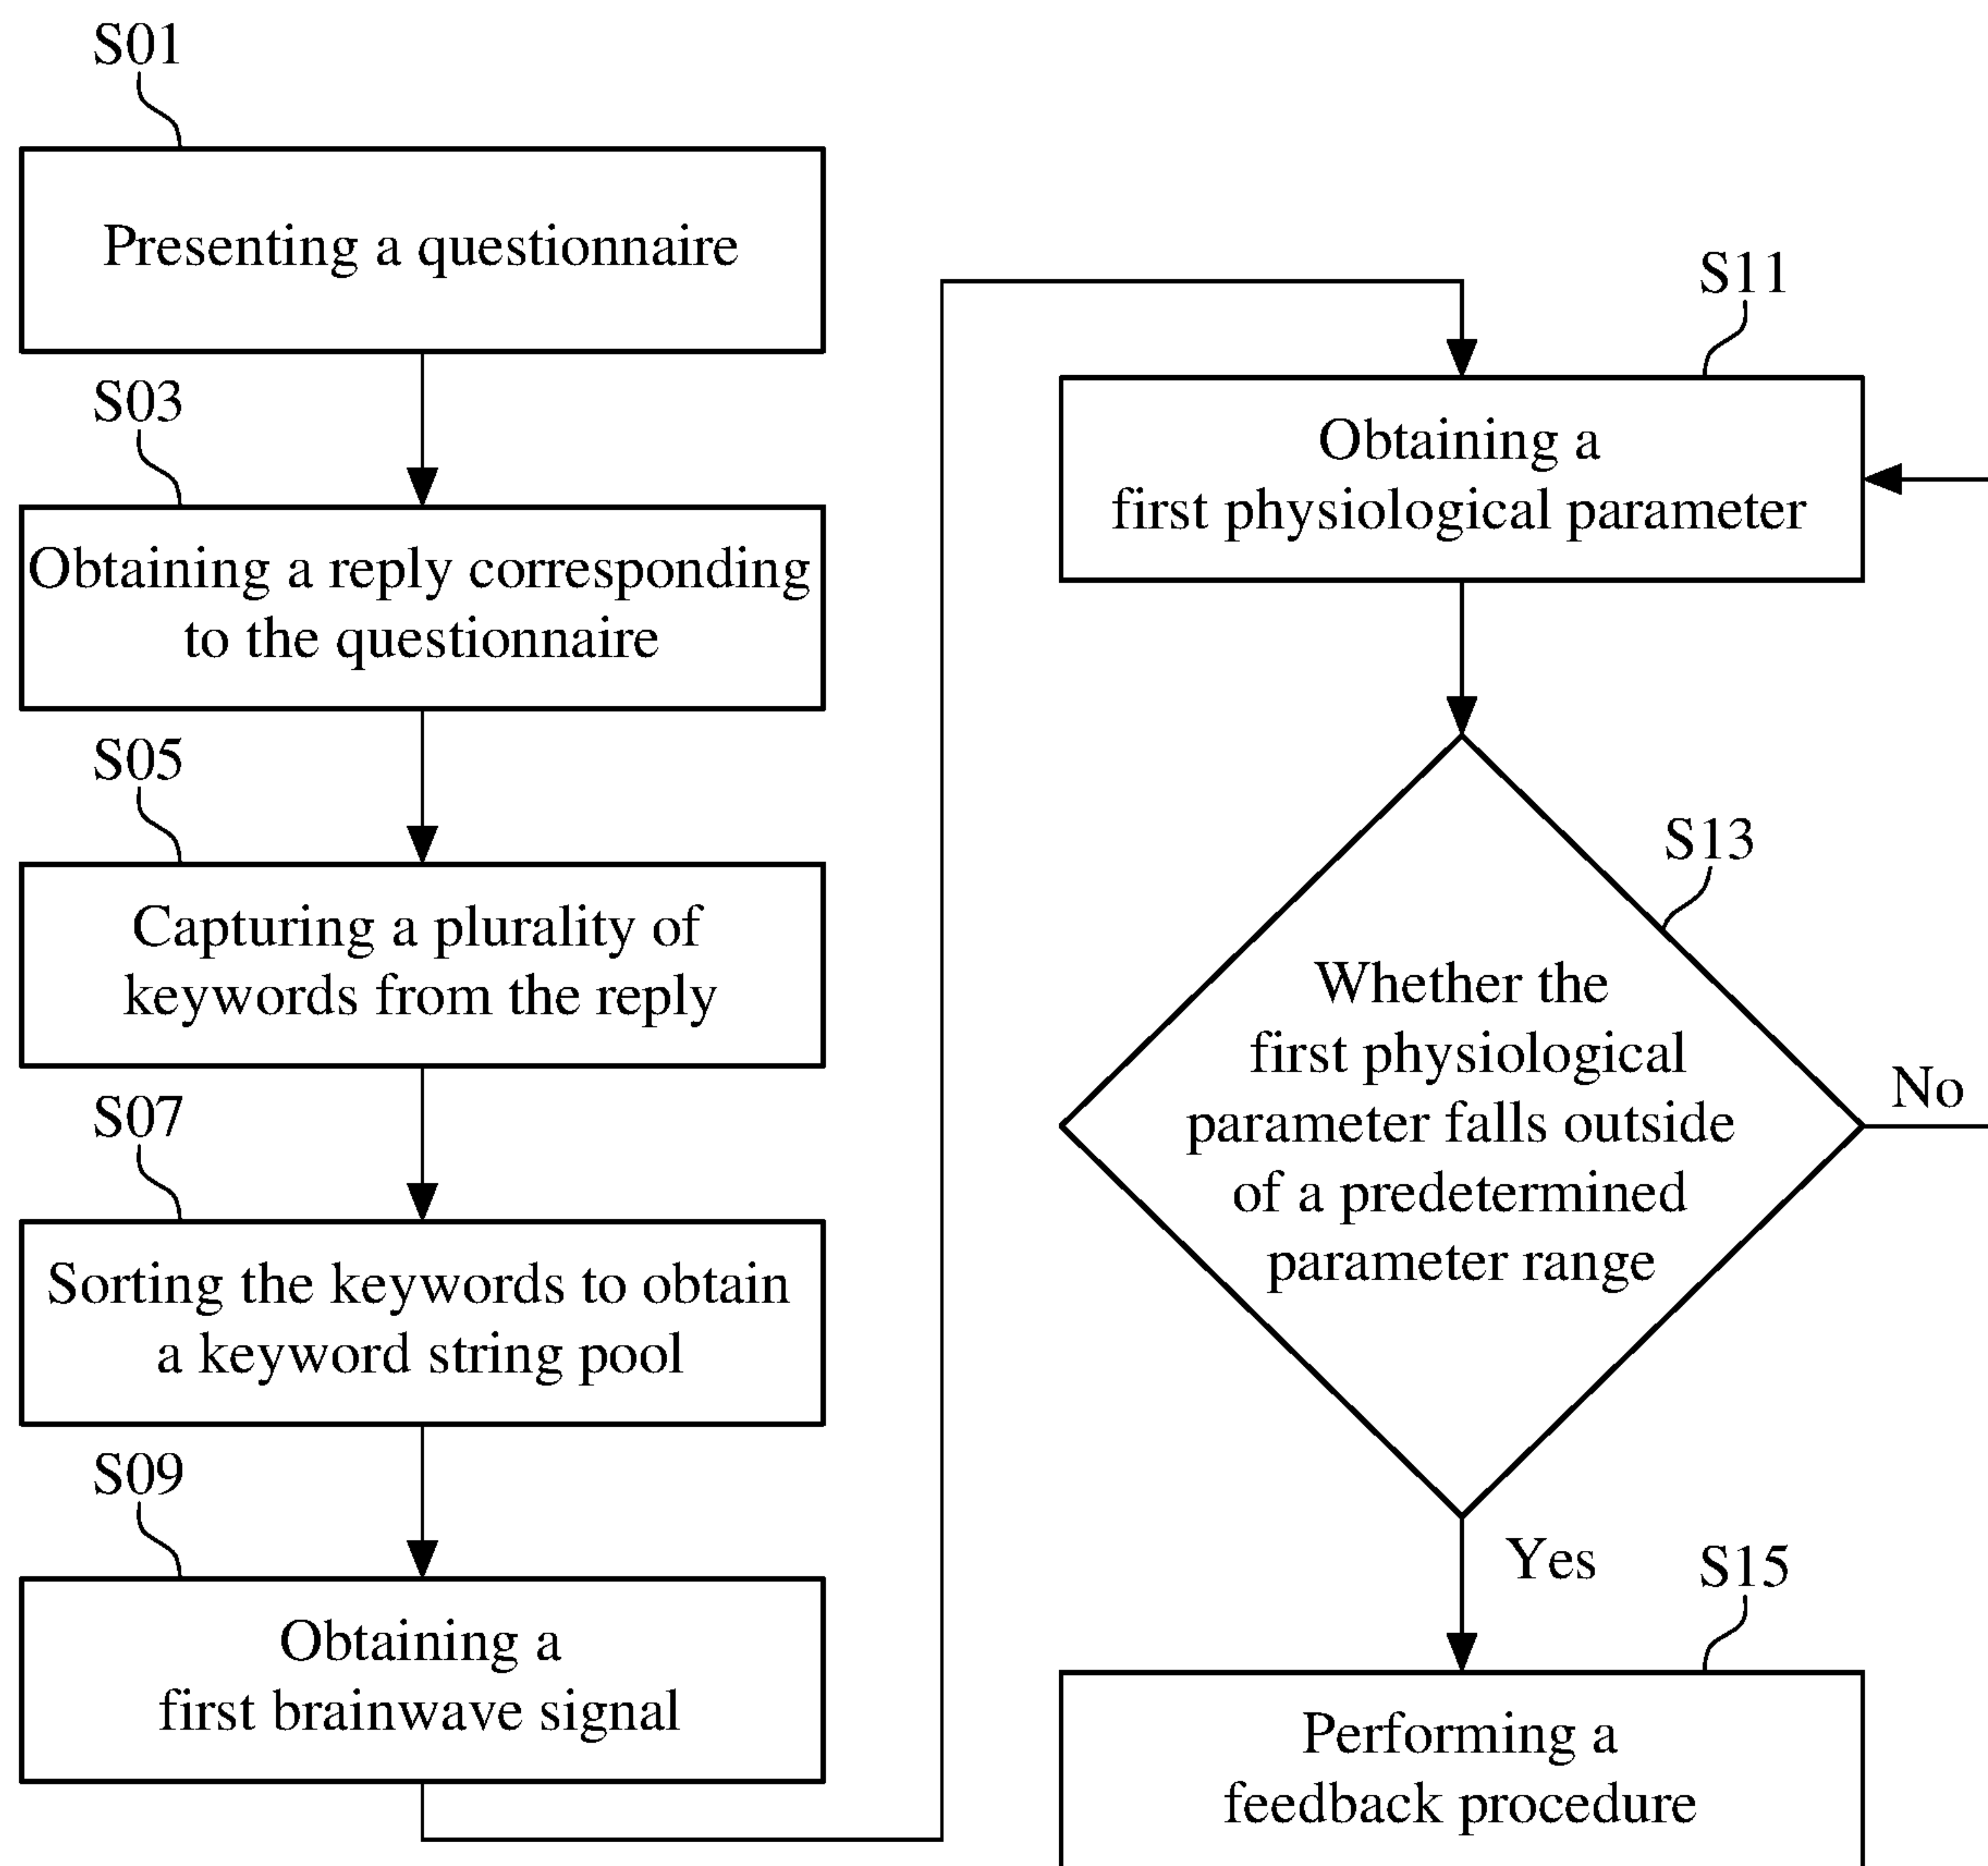 S01
Presenting a questionnaire
S03
Obtaining a reply corresponding
to the questionnaire
S05
Capturing a plurality of
keywords from the reply
S07
Sorting the keywords to obtain
a keyword string pool
S09
Obtaining a
first brainwave signal
S11
Obtaining a
first physiological parameter
S13
Whether the
first physiological
parameter falls outside
of a predetermined
parameter range
No
Yes
S15
Performing a
feedback procedure